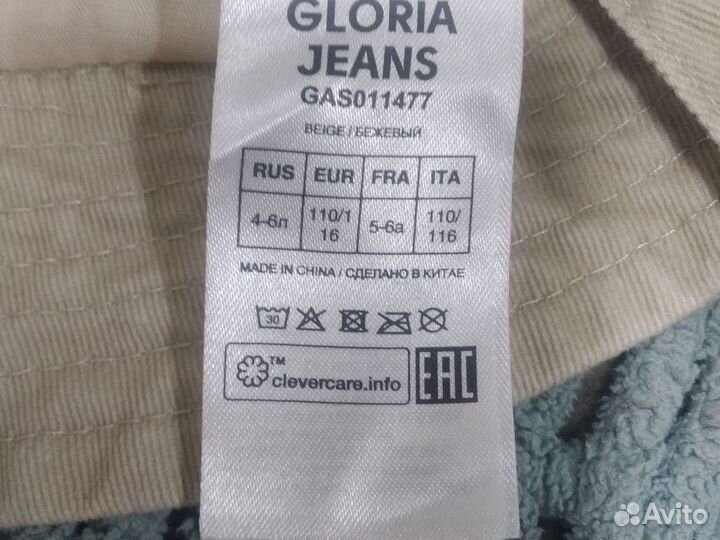 GLORIA
JEANS
GAS011477
BEIGE / БЕЖЕВЫЙ
RUS EUR FRA ITA
4-6л 110/1 5-6a 110/
16 116
MADE IN CHINA / СДЕЛАНО В КИТАЕ
30
TM
clevercare.info
EAC
Avito